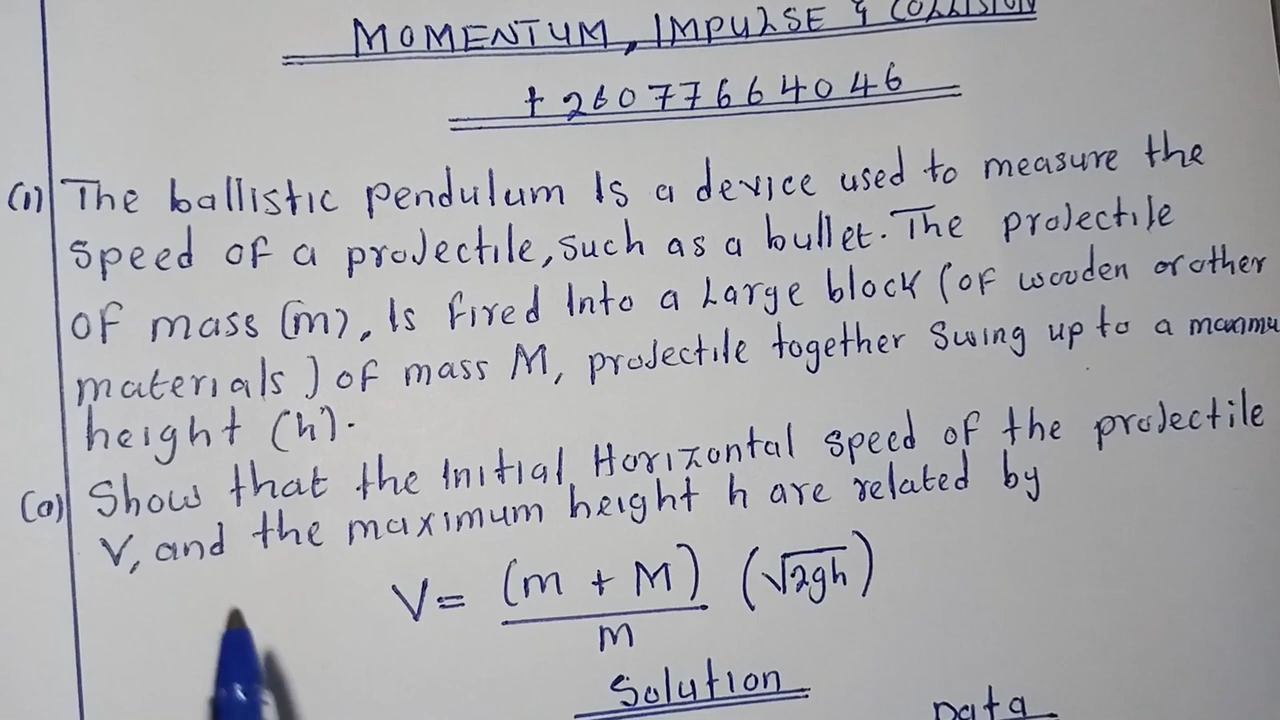 MOMENTUM, IMPULSE & COLLISION
+260776664046
(1) The ballistic pendulum Is a device used to measure the
speed of a proJectile, such as a bullet. The proJectile
of mass (m), Is fired Into a Large block (of wooden or other
materials) of mass M, proJectile together swing up to a
height (h).
(a) Show that the Initial HoriZontal speed of the proJectile
V, and the maximum height h are related by
V = (m + M) (√2gh)
m
Solution
Data